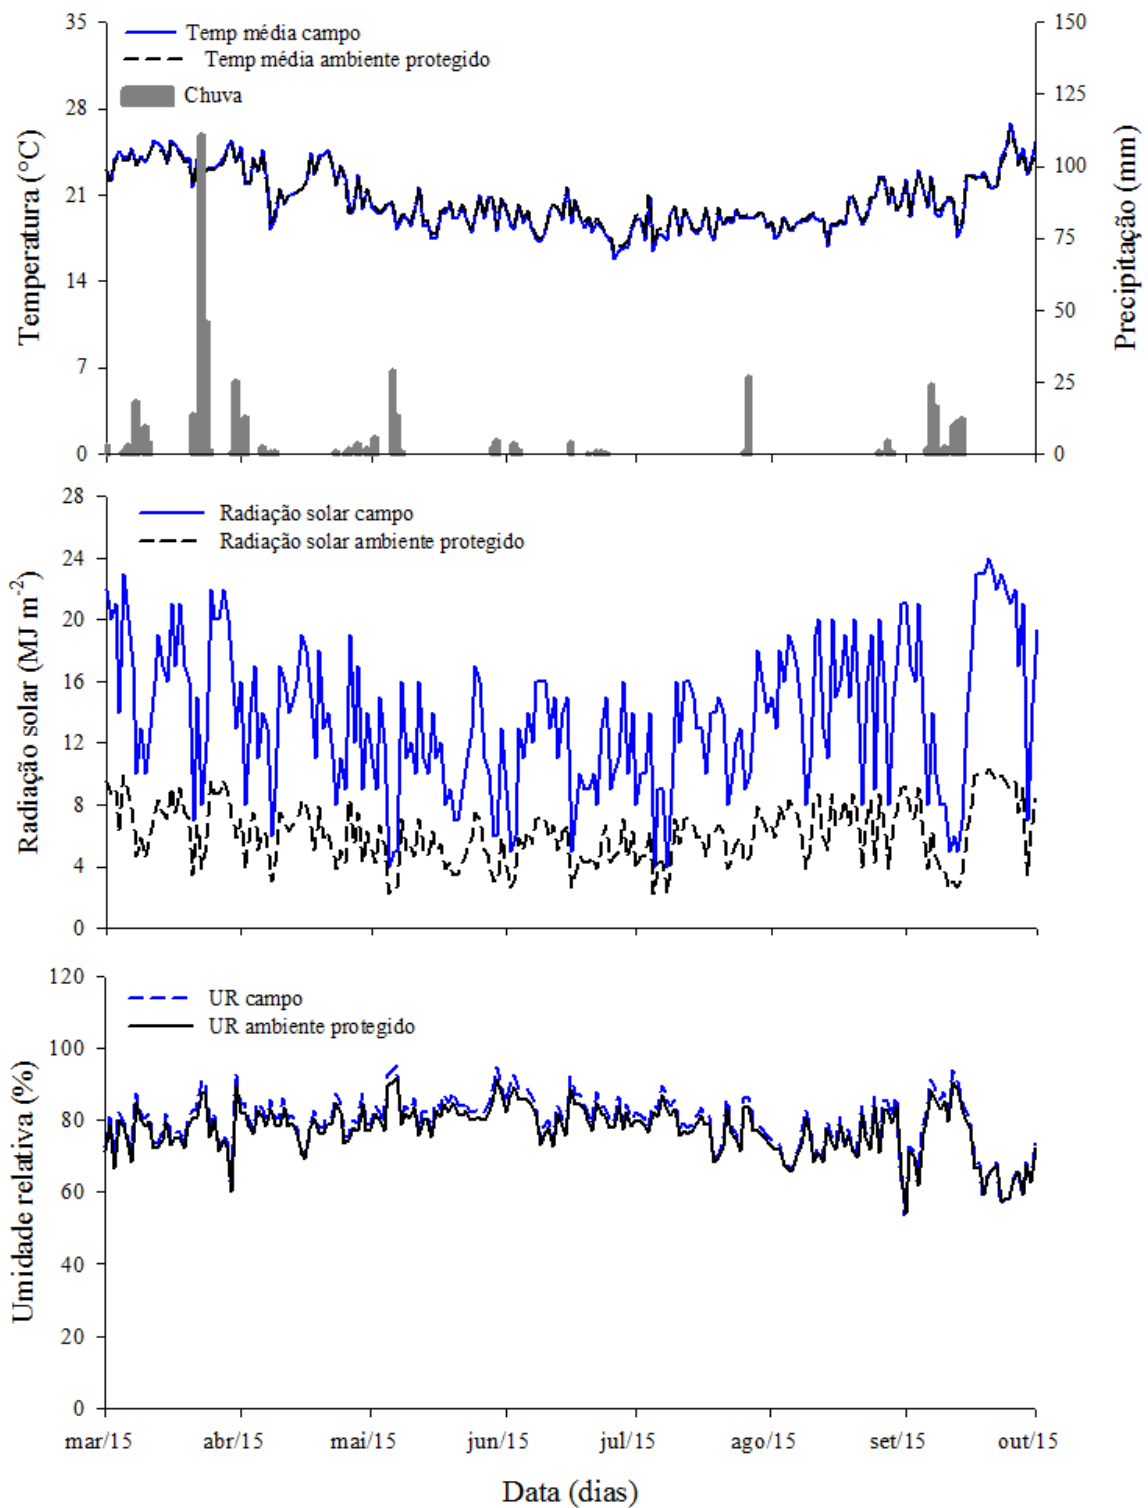 Temp média campo
Temp média ambiente protegido
Chuva
Temperatura (°C)
35
28
21
14
7
0
Precipitação (mm)
150
125
100
75
50
25
0
Radiação solar campo
Radiação solar ambiente protegido
Radiação solar (MJ m⁻²)
28
24
20
16
12
8
4
0
UR campo
UR ambiente protegido
Umidade relativa (%)
120
100
80
60
40
20
0
mar/15 abr/15 mai/15 jun/15 jul/15 ago/15 set/15 out/15
Data (dias)